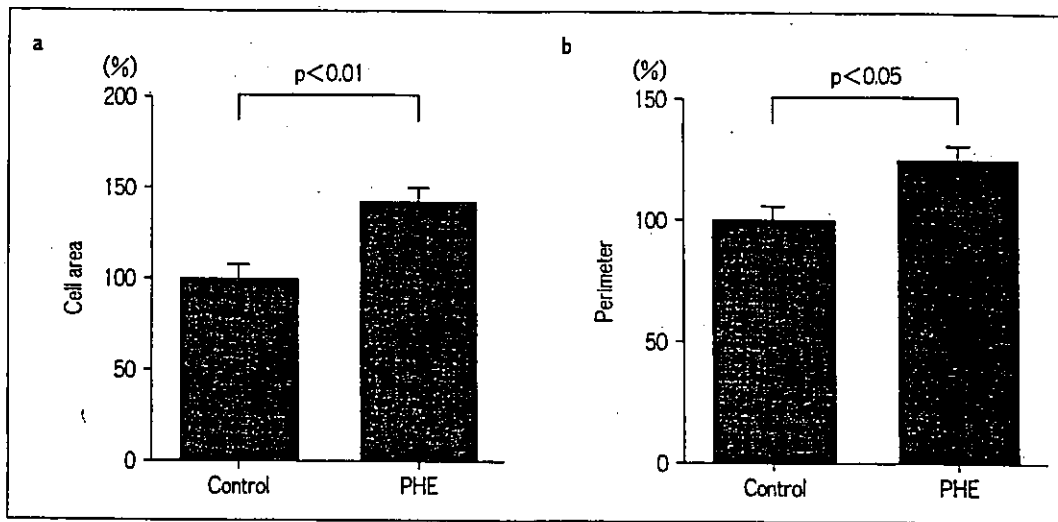 a
(%)
p<0.01
200
150
100
50
0
Cell area
Control PHE
b
(%)
p<0.05
150
100
50
0
Perimeter
Control PHE